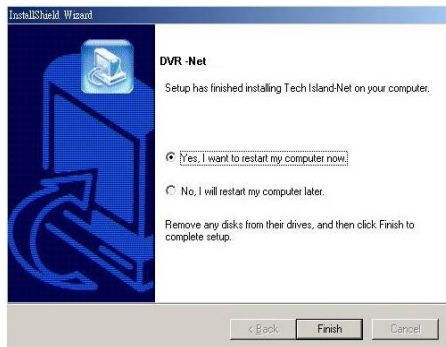 InstallShield Wizard
DVR -Net
Setup has finished installing Tech Island-Net on your computer.
Yes, I want to restart my computer now.
No, I will restart my computer later.
Remove any disks from their drives, and then click Finish to
complete setup.
< Back
Finish
Cancel